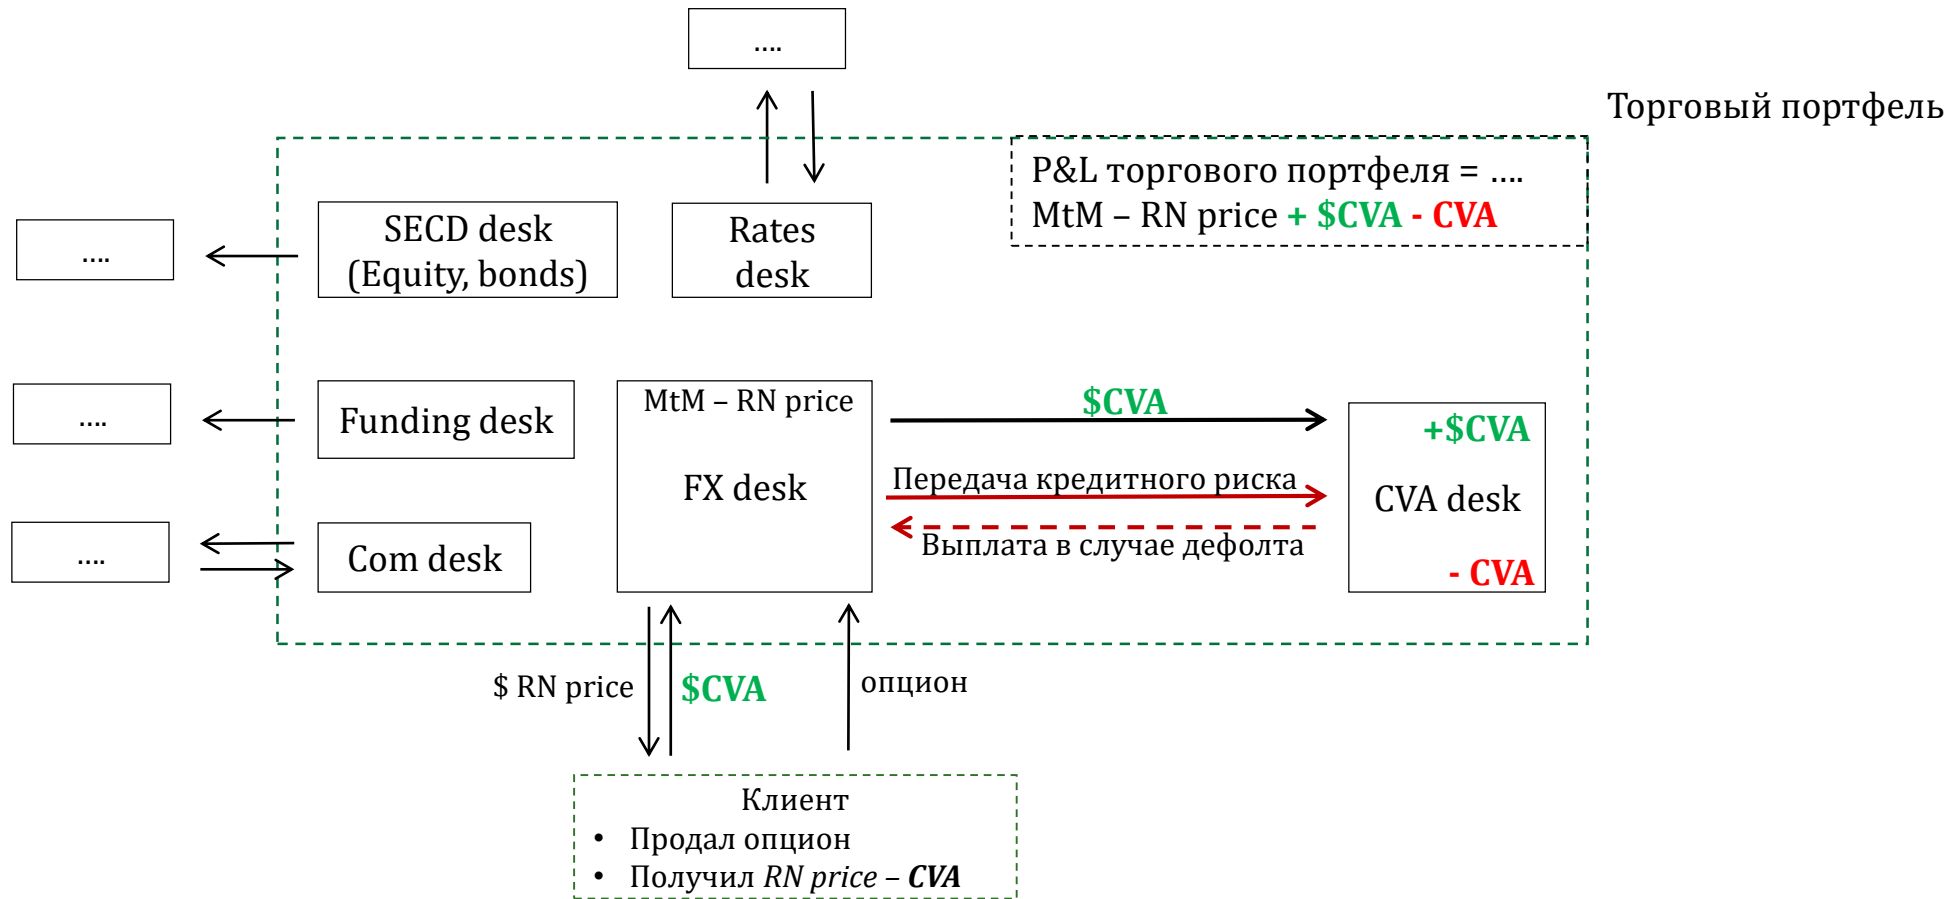 ....
Торговый портфель
P&L торгового портфеля = ....
MtM – RN price + $CVA - CVA
....
SECD desk
(Equity, bonds)
Rates
desk
....
Funding desk
MtM – RN price
FX desk
$CVA
Передача кредитного риска
Выплата в случае дефолта
+$CVA
CVA desk
- CVA
....
Com desk
$ RN price
$CVA
опцион
Клиент
• Продал опцион
• Получил RN price – CVA